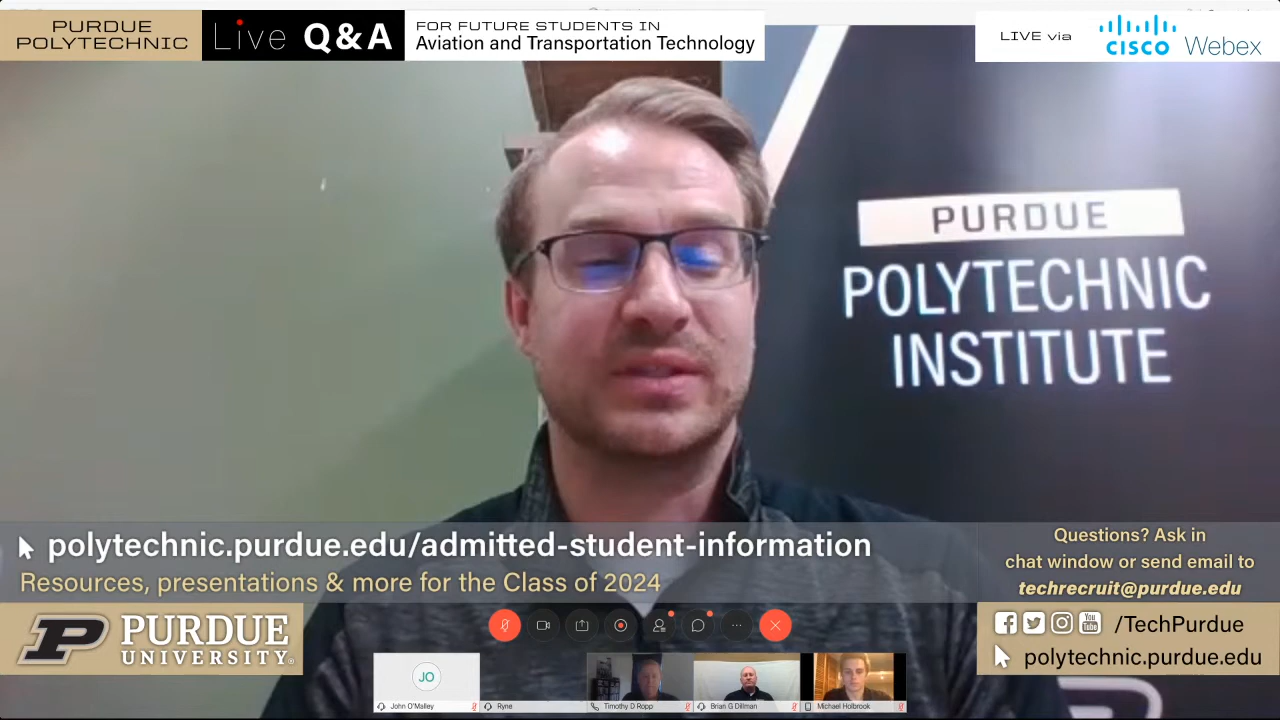 PURDUE
POLYTECHNIC
Live Q&A
FOR FUTURE STUDENTS IN
Aviation and Transportation Technology
LIVE via
CISCO Webex
PURDUE
POLYTECHNIC
INSTITUTE
polytechnic.purdue.edu/admitted-student-information
Resources, presentations & more for the Class of 2024
Questions? Ask in
chat window or send email to
techrecruit@purdue.edu
P PURDUE
UNIVERSITY®
You Tube /TechPurdue
polytechnic.purdue.edu
JO
John O'Malley
Ryne
Timothy D Ropp
Brian G Dillman
Michael Holbrook